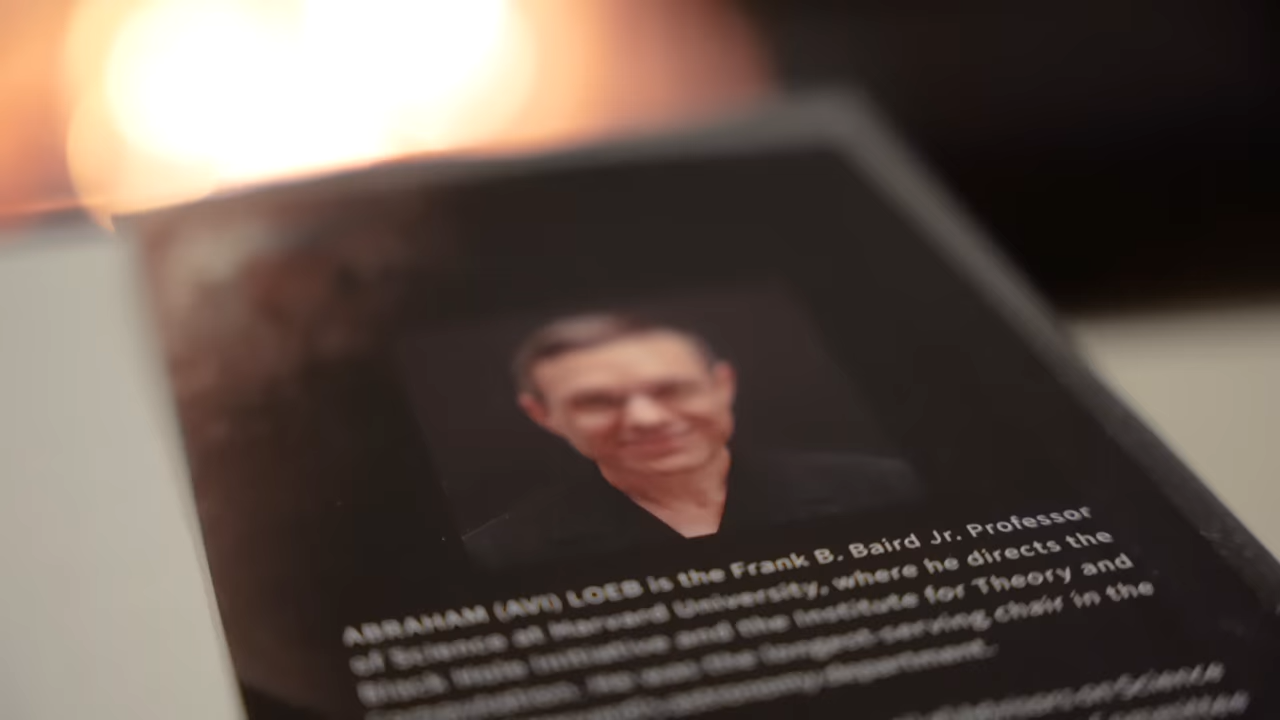 ABRAHAM (AVI) LOEB is the Frank B. Baird Jr. Professor
of Science at Harvard University, where he directs the
Black Hole Initiative and the Institute for Theory and
Computation. He was the longest-serving chair in the
astronomy department.
Science